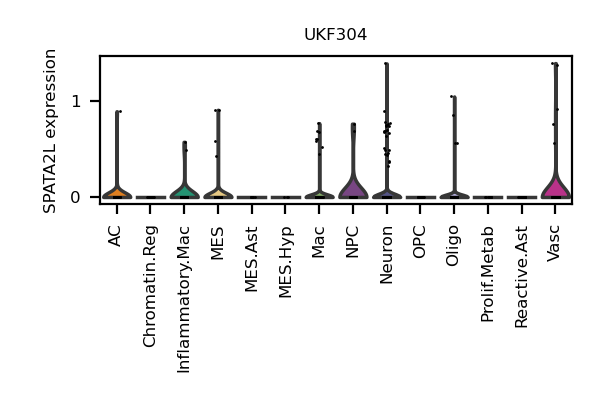 UKF304
SPATA2L expression
1
0
AC
Chromatin.Reg
Inflammatory.Mac
MES
MES.Ast
MES.Hyp
Mac
NPC
Neuron
OPC
Oligo
Prolif.Metab
Reactive.Ast
Vasc